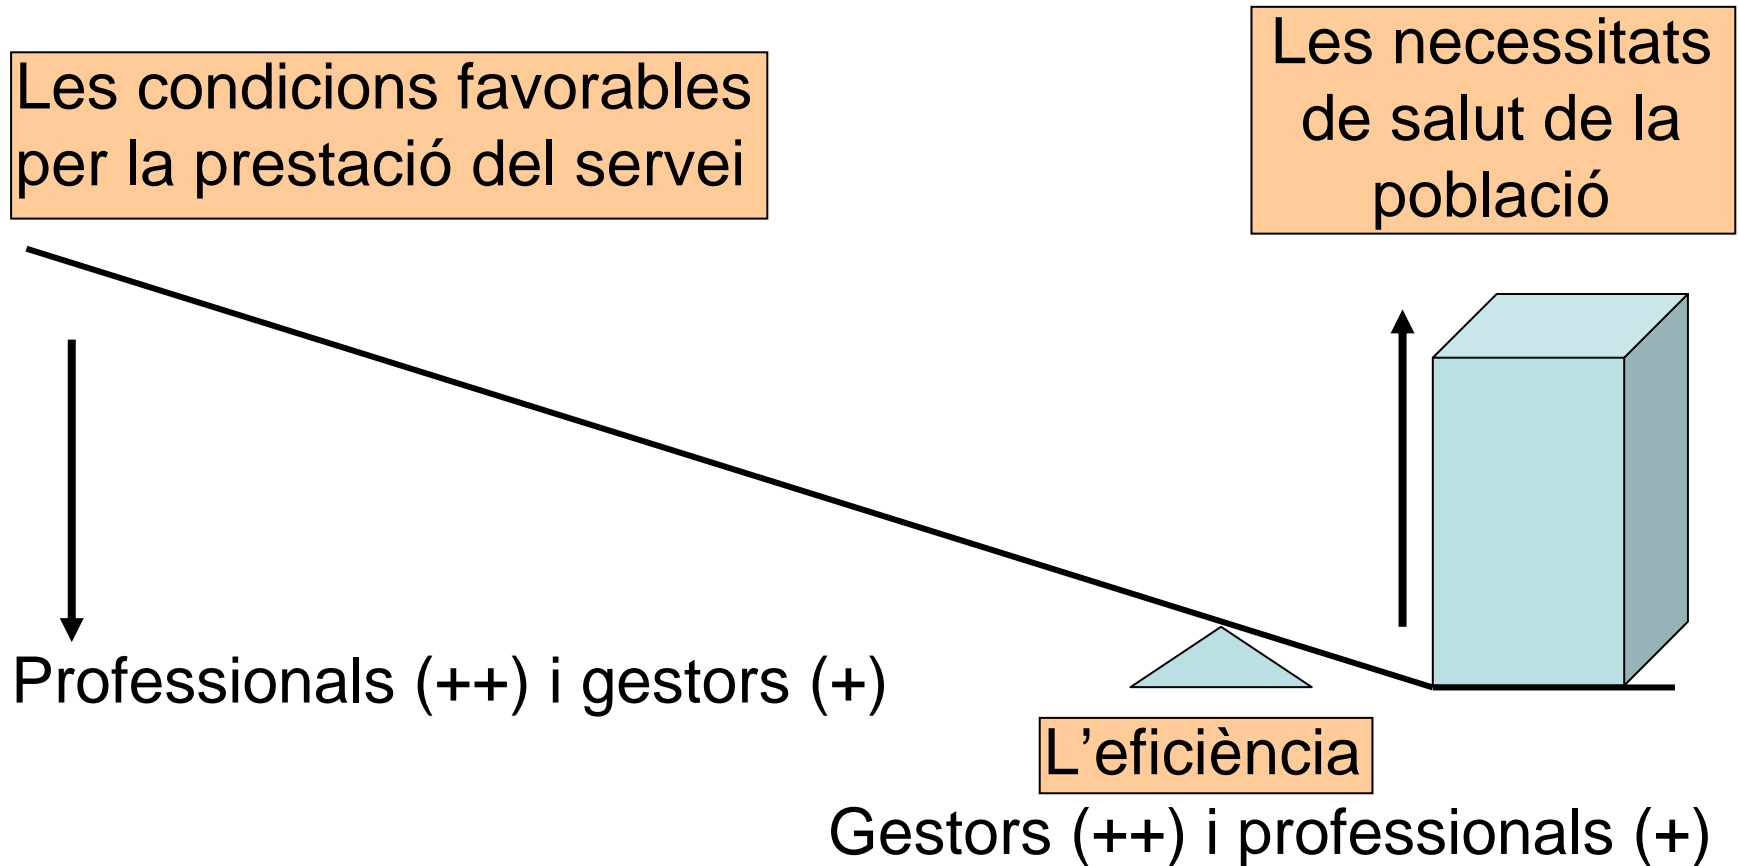 Les condicions favorables
per la prestació del servei
Les necessitats
de salut de la
població
Professionals (++) i gestors (+)
L’eficiència
Gestors (++) i professionals (+)